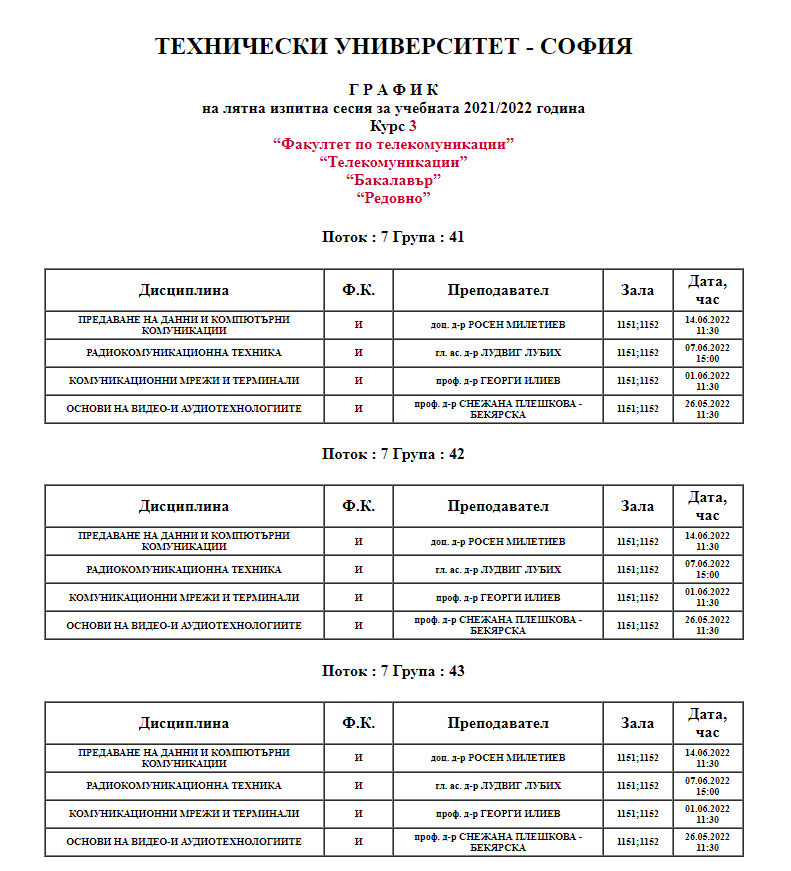 ТЕХНИЧЕСКИ УНИВЕРСИТЕТ - СОФИЯ
Г Р А Ф И К
на лятна изпитна сесия за учебната 2021/2022 година
Курс 3
“Факултет по телекомуникации”
“Телекомуникации”
“Бакалавър”
“Редовно”
Поток : 7 Група : 41
Дисциплина Ф.К. Преподавател Зала Дата, час
ПРЕДАВАНЕ НА ДАННИ И КОМПЮТЪРНИ КОМУНИКАЦИИ И доц. д-р РОСЕН МИЛЕТИЕВ 1151;1152 14.06.2022 11:30
РАДИОКОМУНИКАЦИОННА ТЕХНИКА И гл. ас. д-р ЛУДВИГ ЛУБИХ 1151;1152 07.06.2022 15:00
КОМУНИКАЦИОННИ МРЕЖИ И ТЕРМИНАЛИ И проф. д-р ГЕОРГИ ИЛИЕВ 1151;1152 01.06.2022 11:30
ОСНОВИ НА ВИДЕО-И АУДИОТЕХНОЛОГИИТЕ И проф. д-р СНЕЖАНА ПЛЕШКОВА - БЕКЯРСКА 1151;1152 26.05.2022 11:30
Поток : 7 Група : 42
Дисциплина Ф.К. Преподавател Зала Дата, час
ПРЕДАВАНЕ НА ДАННИ И КОМПЮТЪРНИ КОМУНИКАЦИИ И доц. д-р РОСЕН МИЛЕТИЕВ 1151;1152 14.06.2022 11:30
РАДИОКОМУНИКАЦИОННА ТЕХНИКА И гл. ас. д-р ЛУДВИГ ЛУБИХ 1151;1152 07.06.2022 15:00
КОМУНИКАЦИОННИ МРЕЖИ И ТЕРМИНАЛИ И проф. д-р ГЕОРГИ ИЛИЕВ 1151;1152 01.06.2022 11:30
ОСНОВИ НА ВИДЕО-И АУДИОТЕХНОЛОГИИТЕ И проф. д-р СНЕЖАНА ПЛЕШКОВА - БЕКЯРСКА 1151;1152 26.05.2022 11:30
Поток : 7 Група : 43
Дисциплина Ф.К. Преподавател Зала Дата, час
ПРЕДАВАНЕ НА ДАННИ И КОМПЮТЪРНИ КОМУНИКАЦИИ И доц. д-р РОСЕН МИЛЕТИЕВ 1151;1152 14.06.2022 11:30
РАДИОКОМУНИКАЦИОННА ТЕХНИКА И гл. ас. д-р ЛУДВИГ ЛУБИХ 1151;1152 07.06.2022 15:00
КОМУНИКАЦИОННИ МРЕЖИ И ТЕРМИНАЛИ И проф. д-р ГЕОРГИ ИЛИЕВ 1151;1152 01.06.2022 11:30
ОСНОВИ НА ВИДЕО-И АУДИОТЕХНОЛОГИИТЕ И проф. д-р СНЕЖАНА ПЛЕШКОВА - БЕКЯРСКА 1151;1152 26.05.2022 11:30